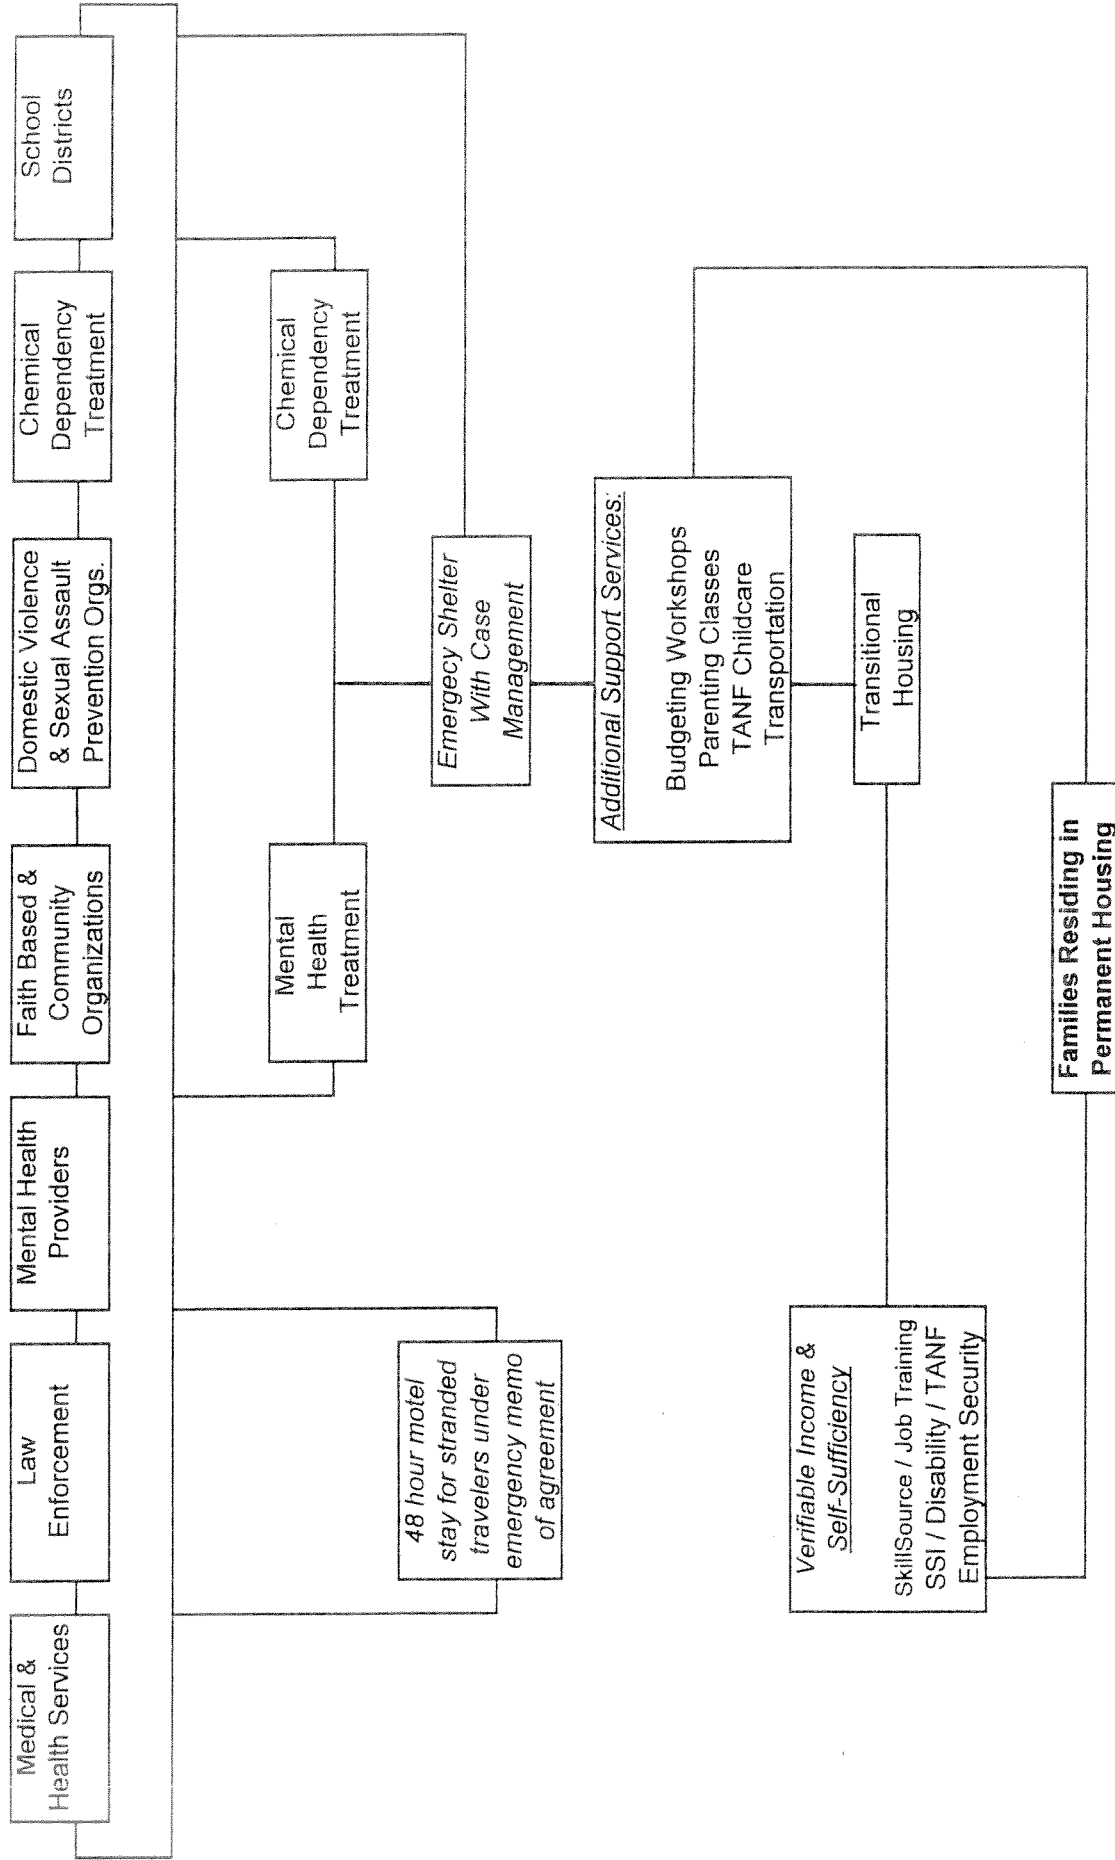 Medical &
Health Services
Law
Enforcement
Mental Health
Providers
Faith Based &
Community
Organizations
Domestic Violence
& Sexual Assault
Prevention Orgs.
Chemical
Dependency
Treatment
School
Districts
48 hour motel
stay for stranded
travelers under
emergency memo
of agreement
Mental
Health
Treatment
Chemical
Dependency
Treatment
Emergecy Shelter
With Case
Management
Additional Support Services:
Budgeting Workshops
Parenting Classes
TANF Childcare
Transportation
Verifiable Income &
Self-Sufficiency
SkillSource / Job Training
SSI / Disability / TANF
Employment Security
Transitional
Housing
Families Residing in
Permanent Housing